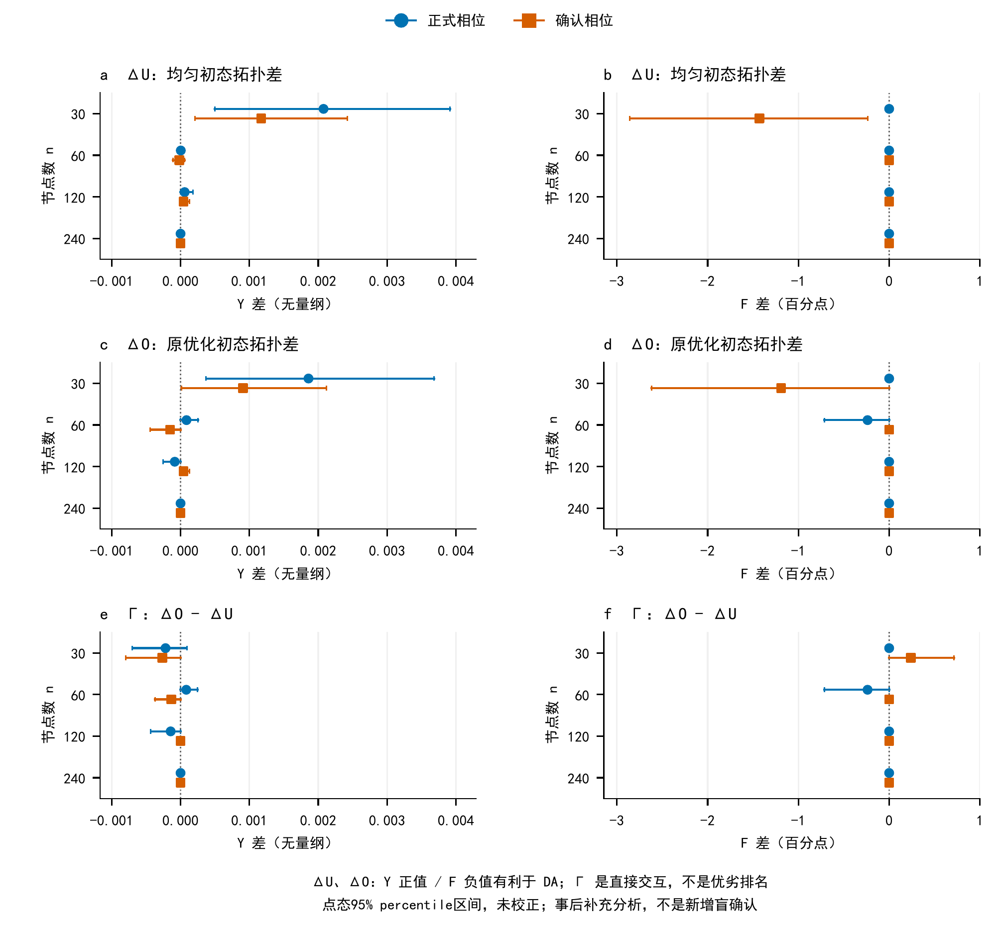 正式相位 确认相位
a ΔU: 均匀初态拓扑差
30
60
120
240
节点数 n
-0.001 0.000 0.001 0.002 0.003 0.004
Y 差（无量纲）
b ΔU: 均匀初态拓扑差
30
60
120
240
节点数 n
-3 -2 -1 0 1
F 差（百分点）
c ΔO: 原优化初态拓扑差
30
60
120
240
节点数 n
-0.001 0.000 0.001 0.002 0.003 0.004
Y 差（无量纲）
d ΔO: 原优化初态拓扑差
30
60
120
240
节点数 n
-3 -2 -1 0 1
F 差（百分点）
e Γ: ΔO - ΔU
30
60
120
240
节点数 n
-0.001 0.000 0.001 0.002 0.003 0.004
Y 差（无量纲）
f Γ: ΔO - ΔU
30
60
120
240
节点数 n
-3 -2 -1 0 1
F 差（百分点）
ΔU、ΔO: Y 正值 / F 负值有利于 DA；Γ 是直接交互，不是优劣排名
点态95% percentile区间，未校正；事后补充分析，不是新增盲确认